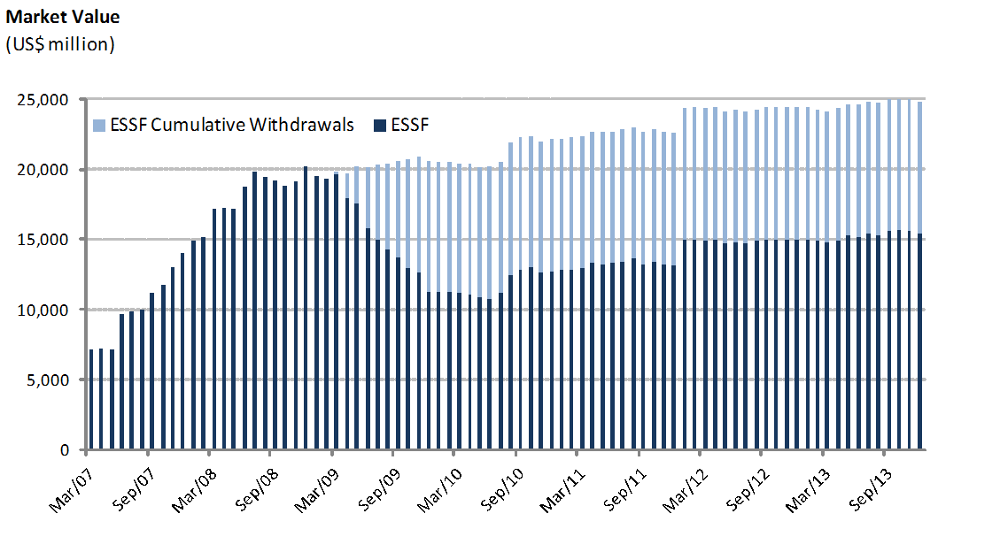 Market Value
(US$ million)
25,000
ESSF Cumulative Withdrawals ESSF
20,000
15,000
10,000
5,000
0
Mar/07 Sep/07 Mar/08 Sep/08 Mar/09 Sep/09 Mar/10 Sep/10 Mar/11 Sep/11 Mar/12 Sep/12 Mar/13 Sep/13